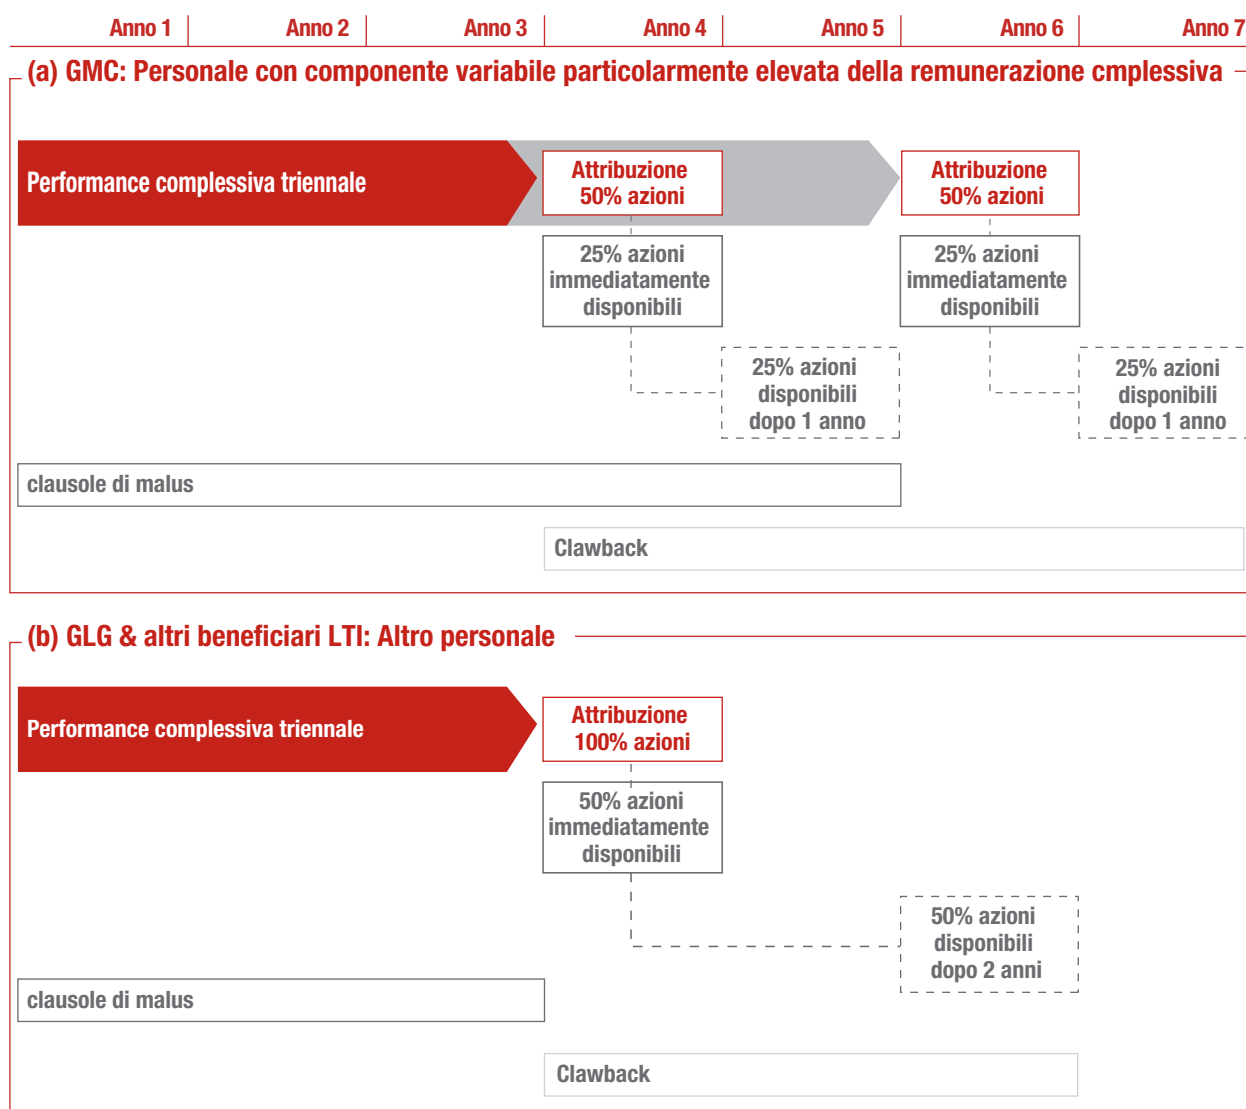 Anno 1 Anno 2 Anno 3 Anno 4 Anno 5 Anno 6 Anno 7
(a) GMC: Personale con componente variabile particolarmente elevata della remunerazione cmplessiva
Performance complessiva triennale
Attribuzione
50% azioni
Attribuzione
50% azioni
25% azioni
immediatamente
disponibili
25% azioni
immediatamente
disponibili
25% azioni
disponibili
dopo 1 anno
25% azioni
disponibili
dopo 1 anno
clausole di malus
Clawback
(b) GLG & altri beneficiari LTI: Altro personale
Performance complessiva triennale
Attribuzione
100% azioni
50% azioni
immediatamente
disponibili
50% azioni
disponibili
dopo 2 anni
clausole di malus
Clawback